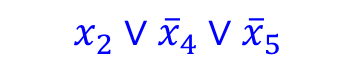 x₂ ∨ x̄₄ ∨ x̄₅